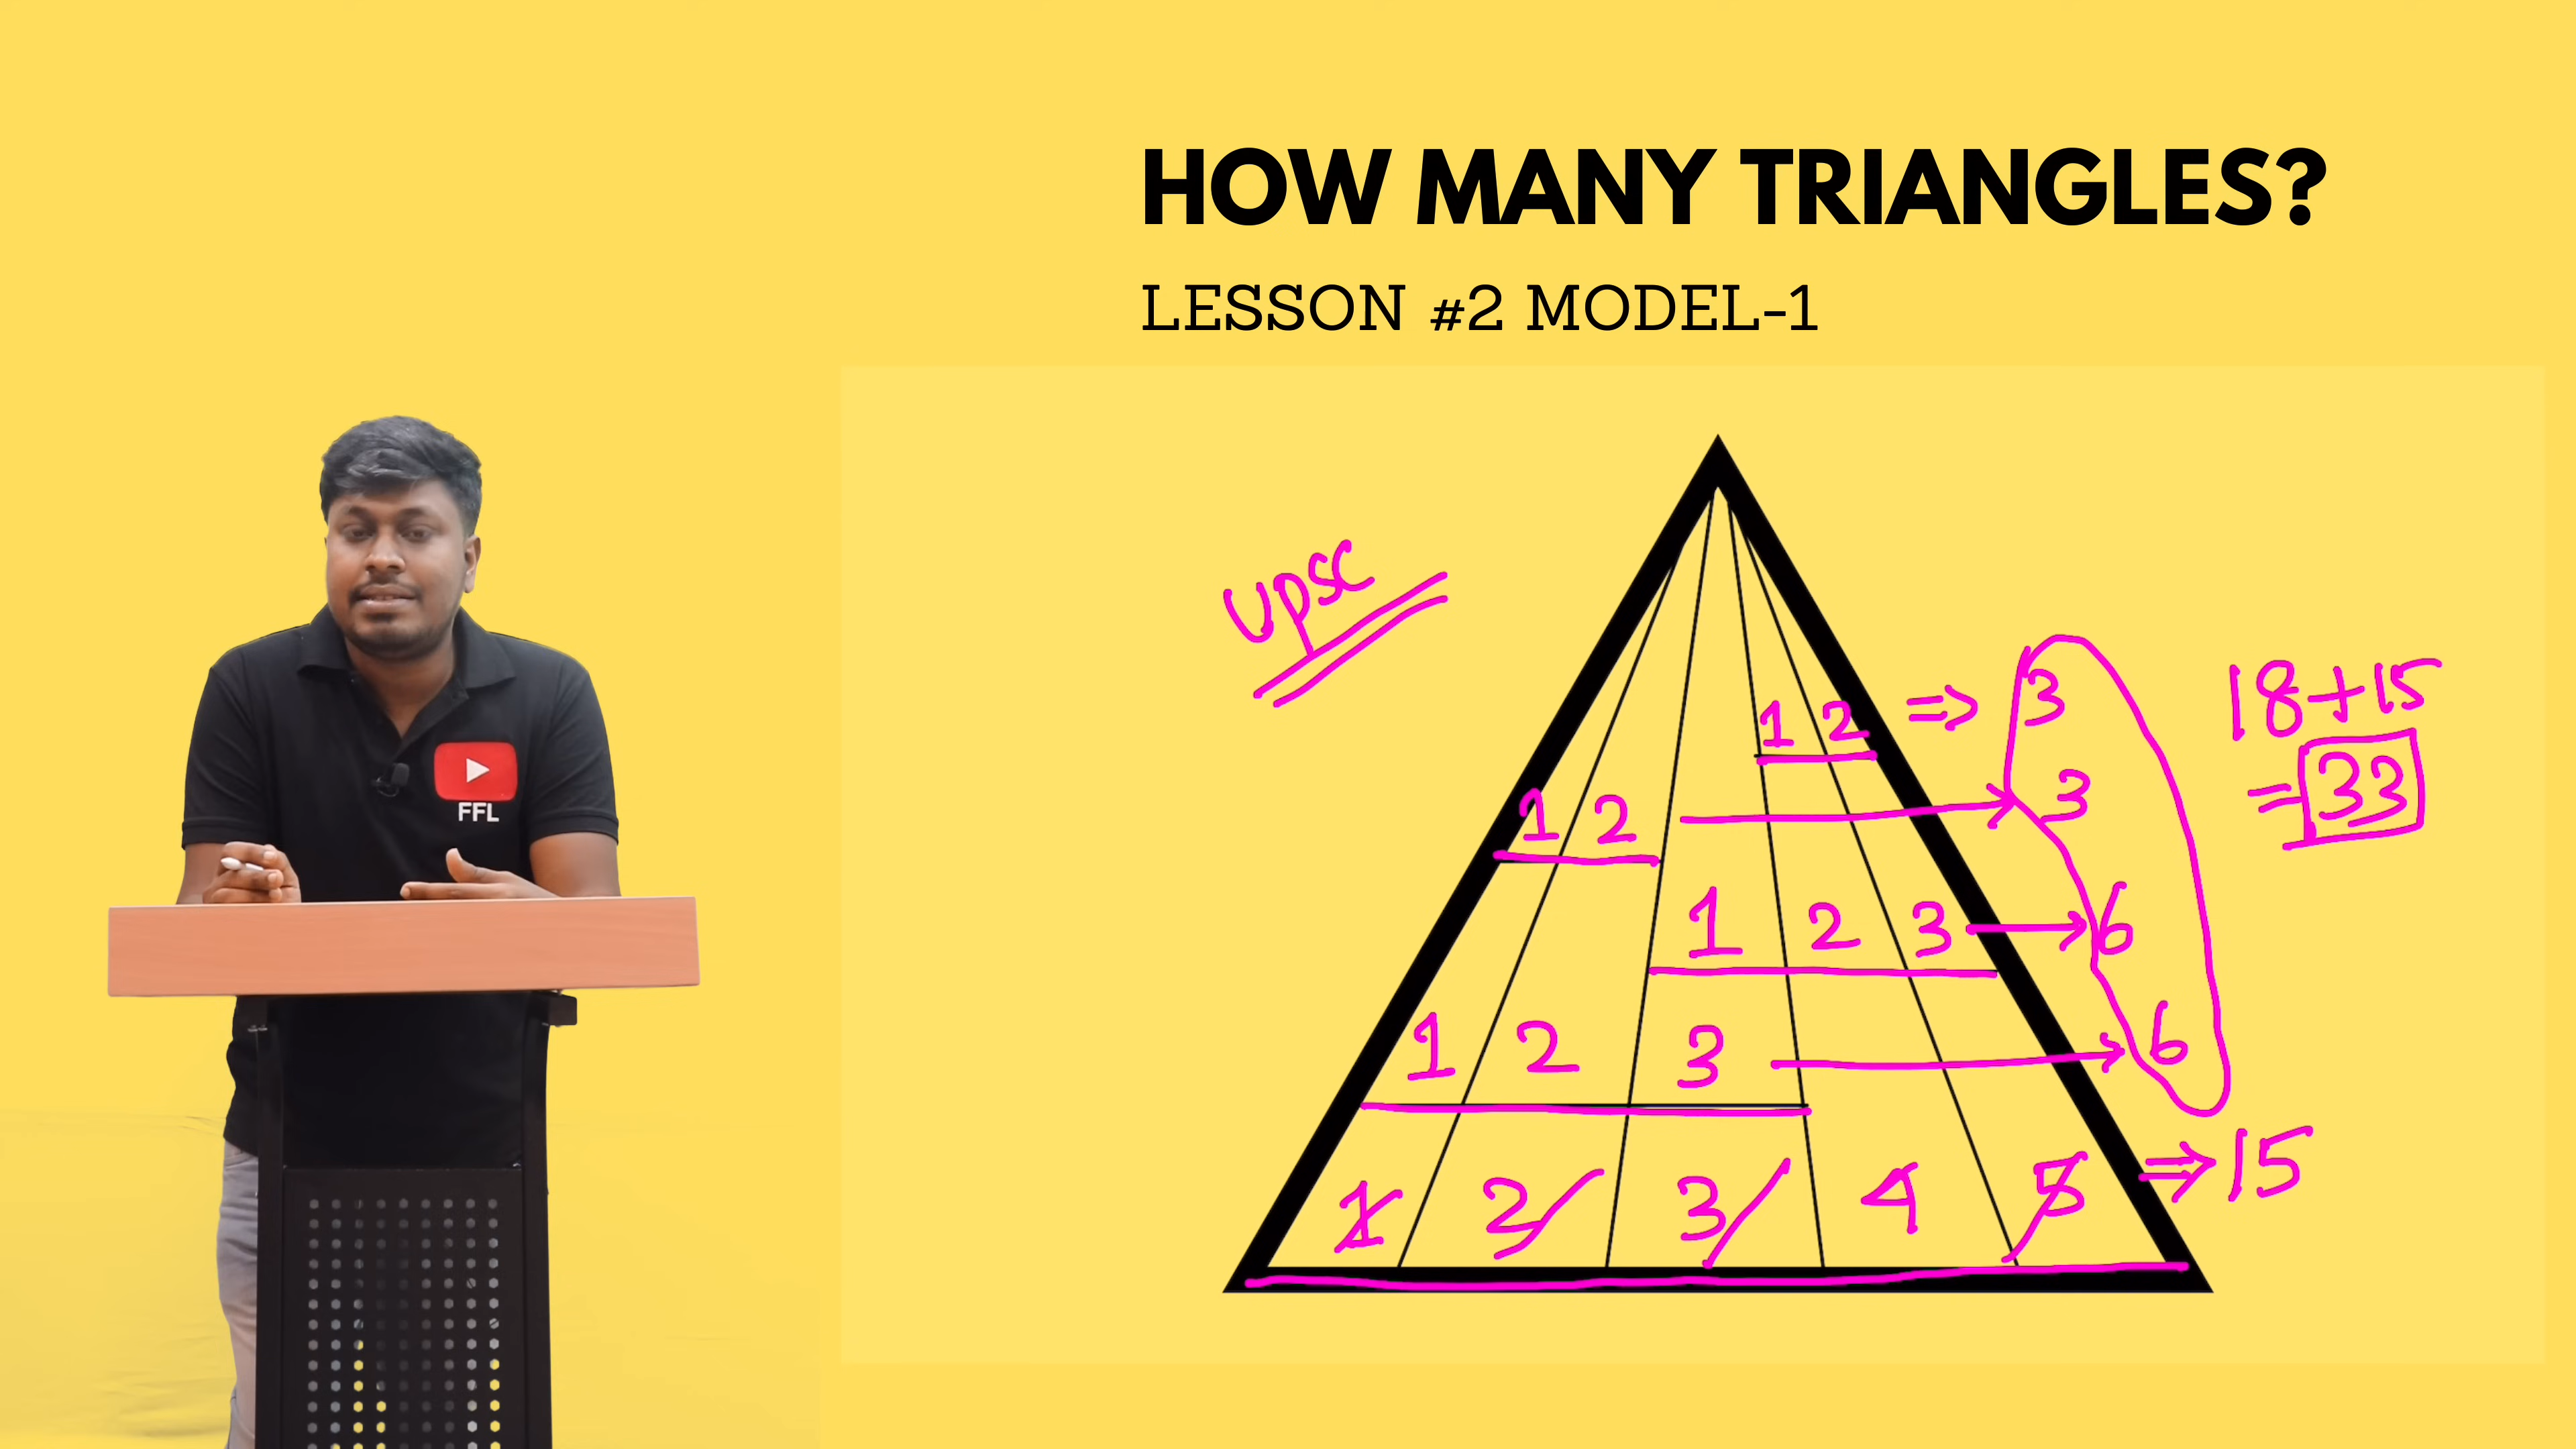 HOW MANY TRIANGLES?
LESSON #2 MODEL-1
FFL
upsc
1 2 ⇒ 3
1 2 → 3
1 2 3 → 6
1 2 3 → 6
1 2 3 4 5 ⇒ 15
18+15
=33